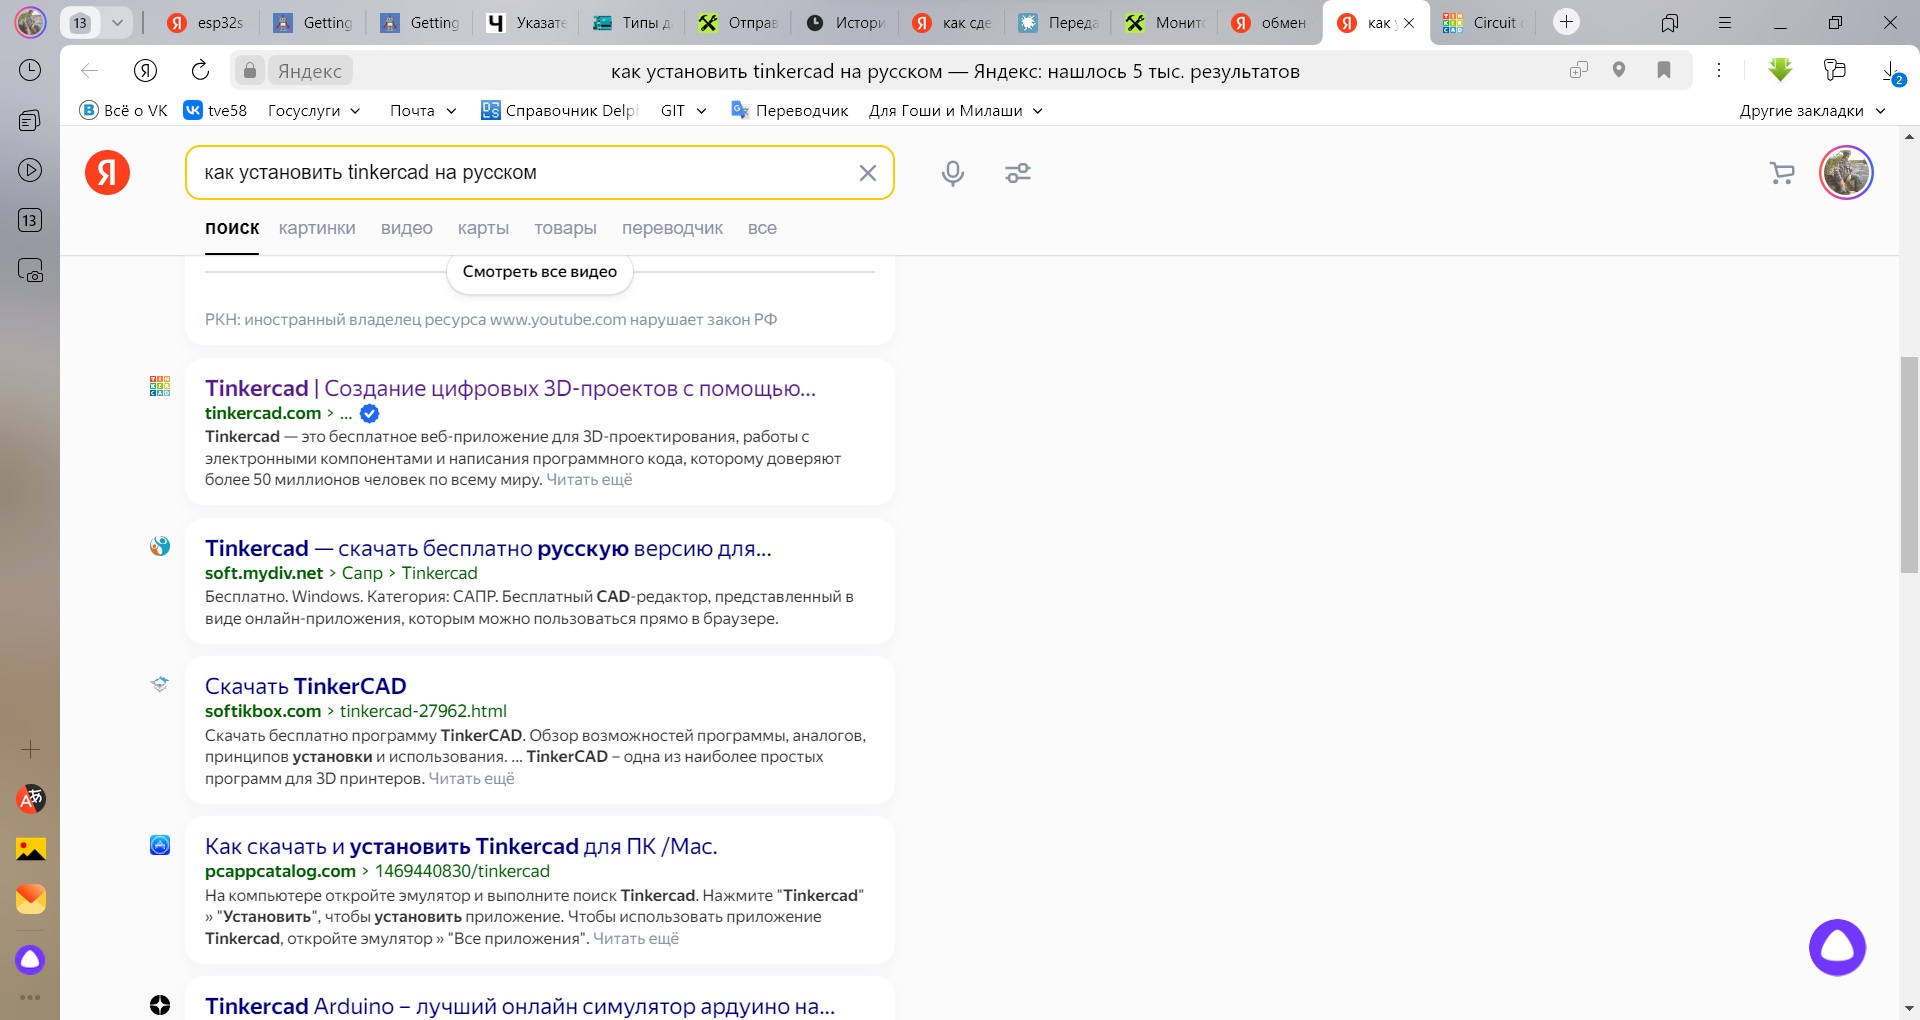 13
esp32s
Getting
Getting
Указате
Типы д
Отправ
Истори
как сде
Переда
Монито
обмен
как у
Circuit
Яндекс
как установить tinkercad на русском — Яндекс: нашлось 5 тыс. результатов
2
Всё о VK
tve58
Госуслуги
Почта
Справочник Delp
GIT
Переводчик
Для Гоши и Милаши
Другие закладки
Я
как установить tinkercad на русском
13
поиск картинки видео карты товары переводчик все
Смотреть все видео
РКН: иностранный владелец ресурса www.youtube.com нарушает закон РФ
Tinkercad | Создание цифровых 3D-проектов с помощью...
tinkercad.com › ...
Tinkercad — это бесплатное веб-приложение для 3D-проектирования, работы с
электронными компонентами и написания программного кода, которому доверяют
более 50 миллионов человек по всему миру. Читать ещё
Tinkercad — скачать бесплатно русскую версию для...
soft.mydiv.net › Сапр › Tinkercad
Бесплатно. Windows. Категория: САПР. Бесплатный CAD-редактор, представленный в
виде онлайн-приложения, которым можно пользоваться прямо в браузере.
Скачать TinkerCAD
softikbox.com › tinkercad-27962.html
Скачать бесплатно программу TinkerCAD. Обзор возможностей программы, аналогов,
принципов установки и использования. ... TinkerCAD – одна из наиболее простых
программ для 3D принтеров. Читать ещё
Как скачать и установить Tinkercad для ПК /Mac.
pcappcatalog.com › 1469440830/tinkercad
На компьютере откройте эмулятор и выполните поиск Tinkercad. Нажмите "Tinkercad"
» "Установить", чтобы установить приложение. Чтобы использовать приложение
Tinkercad, откройте эмулятор » "Все приложения". Читать ещё
Tinkercad Arduino – лучший онлайн симулятор ардуино на...